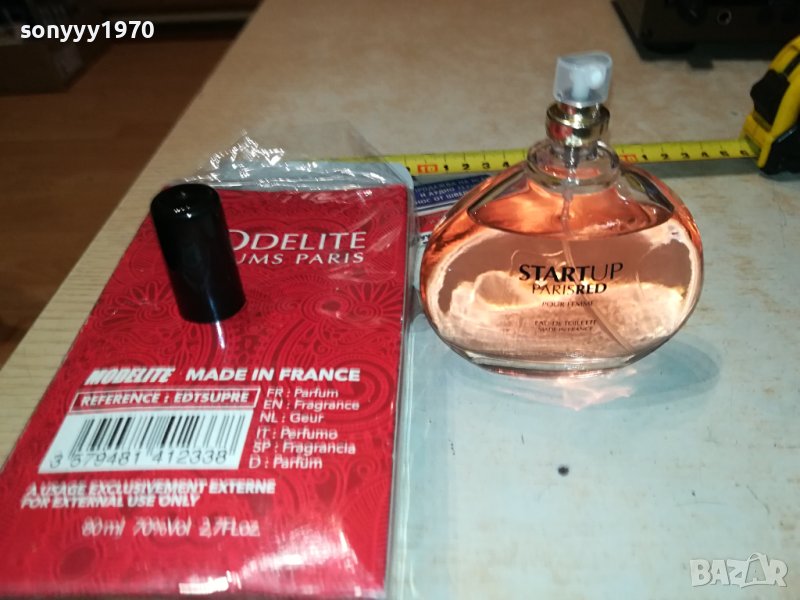 sonyyy1970
ODELITE
UMS PARIS
MODELITE MADE IN FRANCE
REFERENCE : EDTSUPRE
3 579481 412338
FR : Parfum
EN : Fragrance
NL : Geur
IT : Perfumo
SP : Fragrancia
D : Parfum
A USAGE EXCLUSIVEMENT EXTERNE
FOR EXTERNAL USE ONLY
80ml 70%Vol 2,7Fl.oz.
STARTUP
PARISRED
POUR FEMME
EAU DE TOILETTE
MADE IN FRANCE
BAZAR